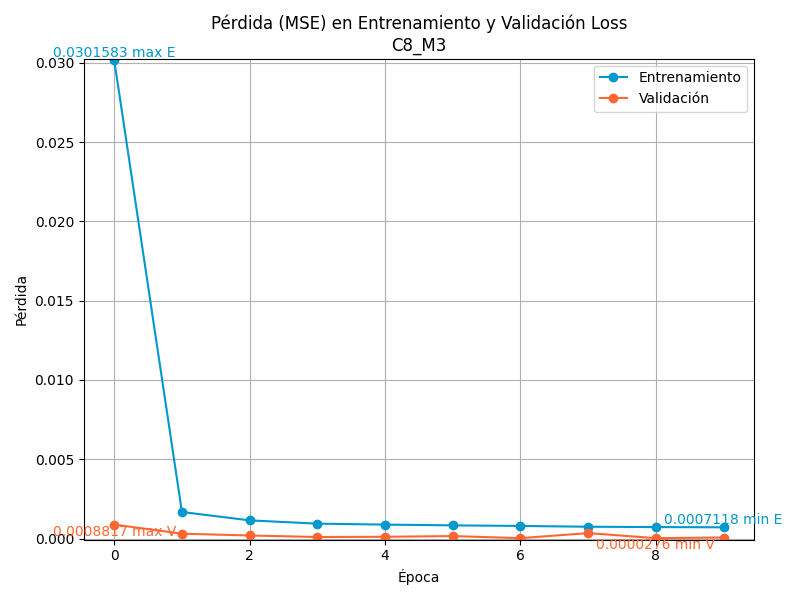 Pérdida (MSE) en Entrenamiento y Validación Loss
C8_M3
0.0301583 max E
Entrenamiento
Validación
0.030
0.025
0.020
0.015
0.010
0.005
0.000
Pérdida
0.0008817 max V
0.0007118 min E
0.0000276 min V
0
2
4
6
8
Época